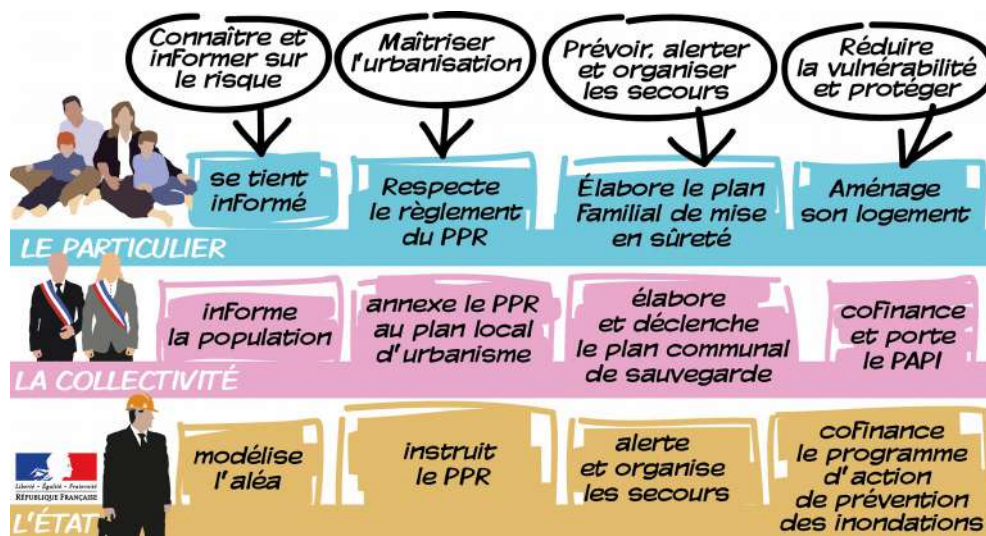 Connaître et
informer sur
le risque
Maîtriser
l'urbanisation
Prévoir, alerter
et organiser
les secours
Réduire
la vulnérabilité
et protéger
se tient
informé
Respecte
le règlement
du PPR
Élabore le plan
Familial de mise
en sûreté
Aménage
son logement
LE PARTICULIER
informe
la population
annexe le PPR
au plan local
d'urbanisme
élabore
et déclenche
le plan communal
de sauvegarde
cofinance
et porte
le PAPI
LA COLLECTIVITÉ
modélise
l'aléa
instruit
le PPR
alerte
et organise
les secours
cofinance
le programme
d'action
de prévention
des inondations
Liberté • Égalité • Fraternité
RÉPUBLIQUE FRANÇAISE
L'ÉTAT